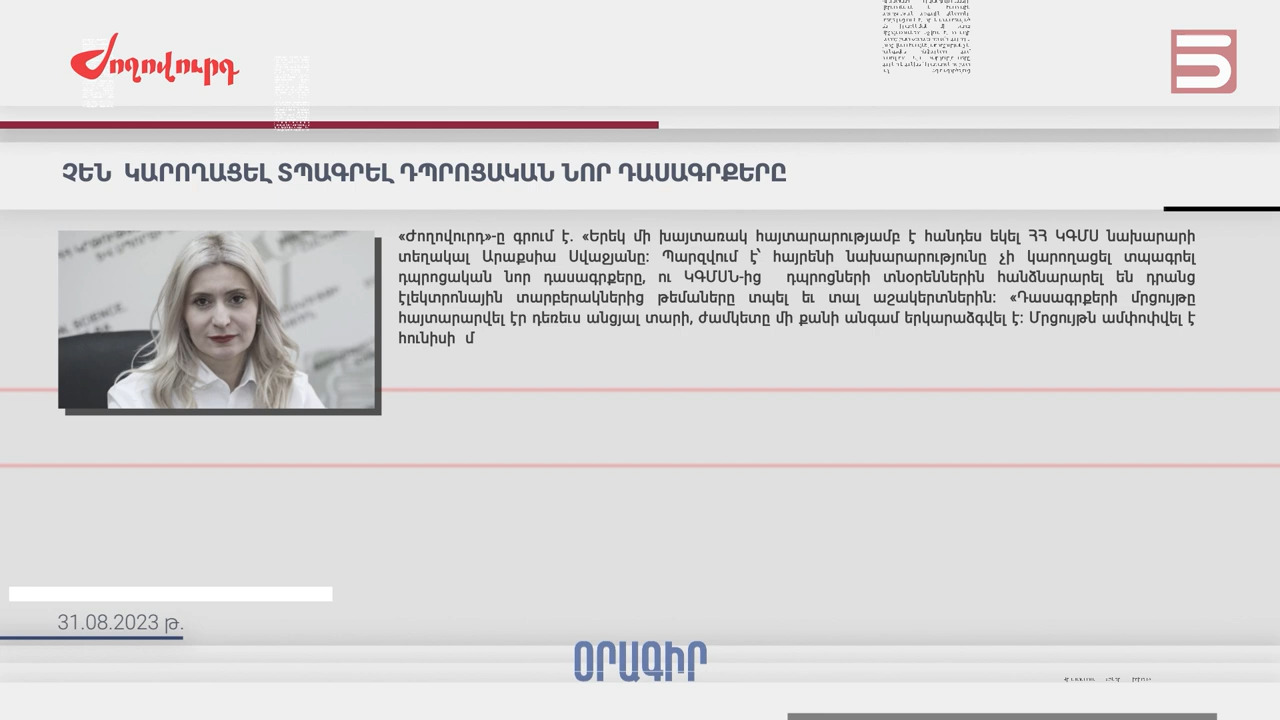 Ժողովուրդ
ՉԵՆ ԿԱՐՈՂԱՑԵԼ ՏՊԱԳՐԵԼ ԴՊՐՈՑԱԿԱՆ ՆՈՐ ԴԱՍԱԳՐՔԵՐԸ
«Ժողովուրդ»-ը գրում է. «Երեկ մի խայտառակ հայտարարությամբ է հանդես եկել ՀՀ ԿԳՄՍ նախարարի
տեղակալ Արաքսիա Սվաջյանը: Պարզվում է՝ հայրենի նախարարությունը չի կարողացել տպագրել
դպրոցական նոր դասագրքերը, ու ԿԳՄՍՆ-ից դպրոցների տնօրեններին հանձնարարել են դրանց
էլեկտրոնային տարբերակներից թեմաները տպել եւ տալ աշակերտներին: «Դասագրքերի մրցույթը
հայտարարվել էր դեռեւս անցյալ տարի, ժամկետը մի քանի անգամ երկարաձգվել է: Մրցույթն ամփոփվել է
հունիսի մ
31.08.2023 թ.
ՕՐԱԳԻՐ